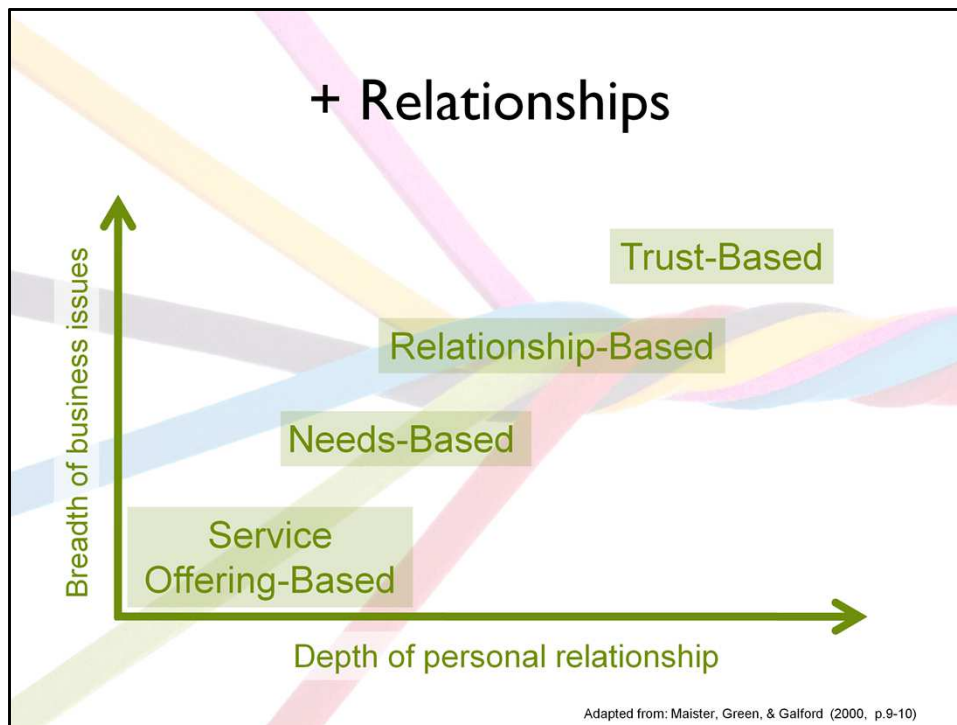 + Relationships
Breadth of business issues
Trust-Based
Relationship-Based
Needs-Based
Service
Offering-Based
Depth of personal relationship
Adapted from: Maister, Green, & Galford (2000, p.9-10)